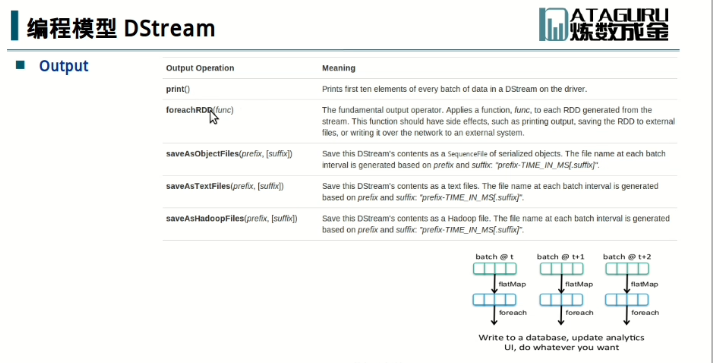 编程模型 DStream
DATAGURU
炼数成金
Output
Output Operation Meaning
print() Prints first ten elements of every batch of data in a DStream on the driver.
foreachRDD(func) The fundamental output operator. Applies a function, func, to each RDD generated from the
stream. This function should have side effects, such as printing output, saving the RDD to external
files, or writing it over the network to an external system.
saveAsObjectFiles(prefix, [suffix]) Save this DStream's contents as a SequenceFile of serialized objects. The file name at each batch
interval is generated based on prefix and suffix: "prefix-TIME_IN_MS[.suffix]".
saveAsTextFiles(prefix, [suffix]) Save this DStream's contents as a text files. The file name at each batch interval is generated
based on prefix and suffix: "prefix-TIME_IN_MS[.suffix]".
saveAsHadoopFiles(prefix, [suffix]) Save this DStream's contents as a Hadoop file. The file name at each batch interval is generated
based on prefix and suffix: "prefix-TIME_IN_MS[.suffix]".
batch @ t batch @ t+1 batch @ t+2
flatMap flatMap flatMap
foreach foreach foreach
Write to a database, update analytics
UI, do whatever you want